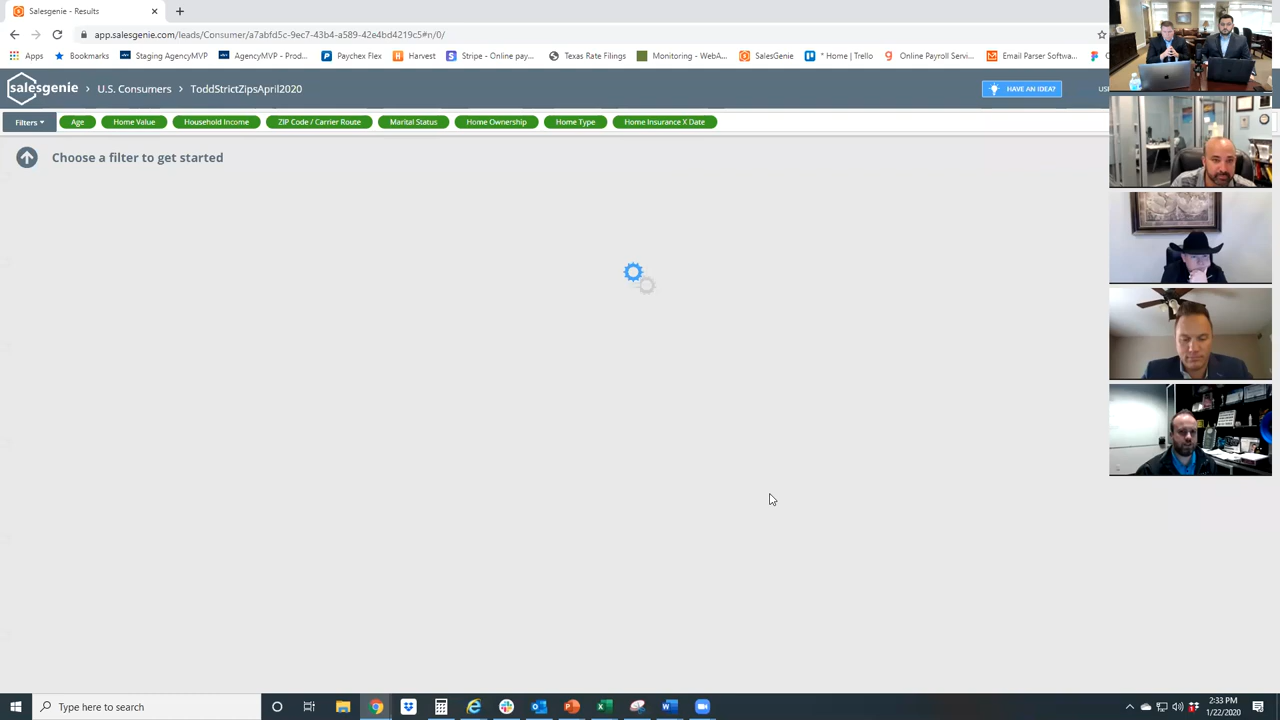 Salesgenie - Results
app.salesgenie.com/leads/Consumer/a7abfd5c-9ec7-43b4-a589-42e4bd421175#n/0/
Apps Bookmarks Staging AgencyMVP AgencyMVP - Prod... Paychex Flex Harvest Stripe - Online pay... Texas Rate Filings Monitoring - WebA... SalesGenie * Home | Trello Online Payroll Servi... Email Parser Softwa...
salesgenie U.S. Consumers ToddStrictZipsApril2020 HAVE AN IDEA?
Filters Age Home Value Household Income ZIP Code / Carrier Route Marital Status Home Ownership Home Type Home Insurance X Date
Choose a filter to get started
Type here to search
2:33 PM
1/22/2020